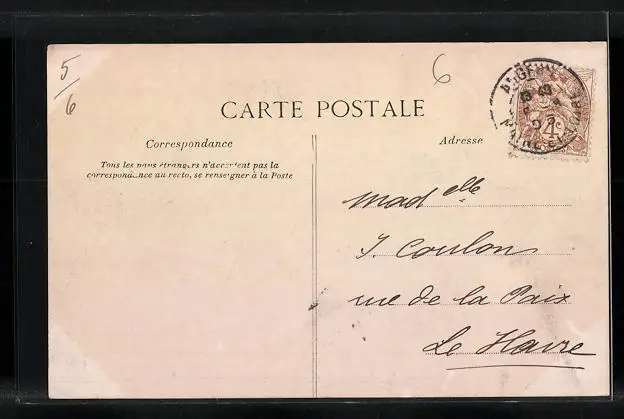 5/6
6
CARTE POSTALE
Correspondance
Tous les pays étrangers n'acceptent pas la
correspondance au recto, se renseigner à la Poste
Adresse
Mad elle
J. Coulon
rue de la Paix
Le Havre
4c